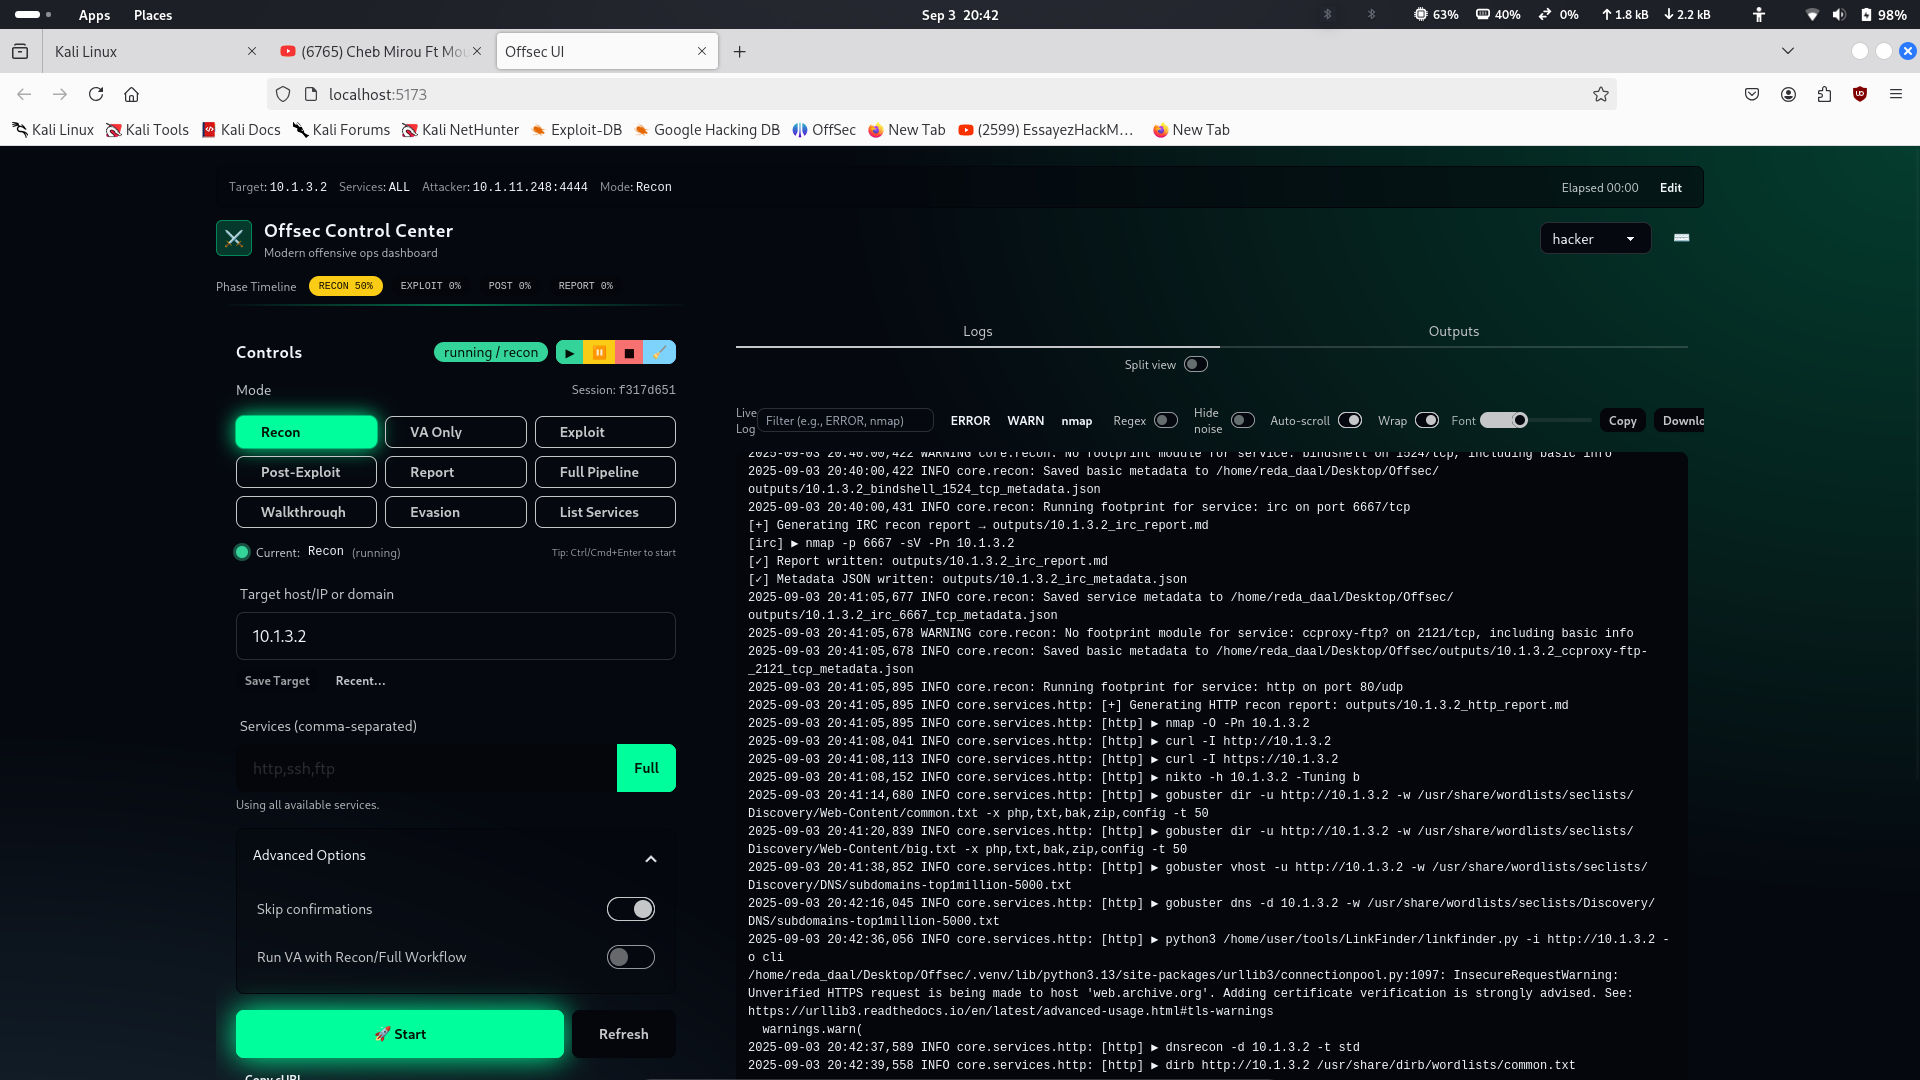 Apps Places Sep 3 20:42 63% 40% 0% 1.8 kB 2.2 kB 98%
Kali Linux (6765) Cheb Mirou Ft Mou Offsec UI
localhost:5173
Kali Linux Kali Tools Kali Docs Kali Forums Kali NetHunter Exploit-DB Google Hacking DB OffSec New Tab (2599) EssayezHackM… New Tab
Target: 10.1.3.2 Services: ALL Attacker: 10.1.11.248:4444 Mode: Recon Elapsed 00:00 Edit
Offsec Control Center
Modern offensive ops dashboard
hacker
Phase Timeline RECON 50% EXPLOIT 0% POST 0% REPORT 0%
Controls running / recon
Mode Session: f317d651
Recon VA Only Exploit
Post-Exploit Report Full Pipeline
Walkthrough Evasion List Services
Current: Recon (running) Tip: Ctrl/Cmd+Enter to start
Target host/IP or domain
10.1.3.2
Save Target Recent...
Services (comma-separated)
http,ssh,ftp Full
Using all available services.
Advanced Options
Skip confirmations
Run VA with Recon/Full Workflow
🚀 Start Refresh
Copy cURL
Logs Outputs
Split view
Live Log Filter (e.g., ERROR, nmap) ERROR WARN nmap Regex Hide noise Auto-scroll Wrap Font Copy Downlo
2025-09-03 20:40:00,422 WARNING core.recon: No footprint module for service: bindshell on 1524/tcp, including basic info
2025-09-03 20:40:00,422 INFO core.recon: Saved basic metadata to /home/reda_daal/Desktop/Offsec/
outputs/10.1.3.2_bindshell_1524_tcp_metadata.json
2025-09-03 20:40:00,431 INFO core.recon: Running footprint for service: irc on port 6667/tcp
[+] Generating IRC recon report → outputs/10.1.3.2_irc_report.md
[irc] ▶ nmap -p 6667 -sV -Pn 10.1.3.2
[✓] Report written: outputs/10.1.3.2_irc_report.md
[✓] Metadata JSON written: outputs/10.1.3.2_irc_metadata.json
2025-09-03 20:41:05,677 INFO core.recon: Saved service metadata to /home/reda_daal/Desktop/Offsec/
outputs/10.1.3.2_irc_6667_tcp_metadata.json
2025-09-03 20:41:05,678 WARNING core.recon: No footprint module for service: ccproxy-ftp? on 2121/tcp, including basic info
2025-09-03 20:41:05,678 INFO core.recon: Saved basic metadata to /home/reda_daal/Desktop/Offsec/outputs/10.1.3.2_ccproxy-ftp-
_2121_tcp_metadata.json
2025-09-03 20:41:05,895 INFO core.recon: Running footprint for service: http on port 80/udp
2025-09-03 20:41:05,895 INFO core.services.http: [+] Generating HTTP recon report: outputs/10.1.3.2_http_report.md
2025-09-03 20:41:05,895 INFO core.services.http: [http] ▶ nmap -O -Pn 10.1.3.2
2025-09-03 20:41:08,041 INFO core.services.http: [http] ▶ curl -I http://10.1.3.2
2025-09-03 20:41:08,113 INFO core.services.http: [http] ▶ curl -I https://10.1.3.2
2025-09-03 20:41:08,152 INFO core.services.http: [http] ▶ nikto -h 10.1.3.2 -Tuning b
2025-09-03 20:41:14,680 INFO core.services.http: [http] ▶ gobuster dir -u http://10.1.3.2 -w /usr/share/wordlists/seclists/
Discovery/Web-Content/common.txt -x php,txt,bak,zip,config -t 50
2025-09-03 20:41:20,839 INFO core.services.http: [http] ▶ gobuster dir -u http://10.1.3.2 -w /usr/share/wordlists/seclists/
Discovery/Web-Content/big.txt -x php,txt,bak,zip,config -t 50
2025-09-03 20:41:38,852 INFO core.services.http: [http] ▶ gobuster vhost -u http://10.1.3.2 -w /usr/share/wordlists/seclists/
Discovery/DNS/subdomains-top1million-5000.txt
2025-09-03 20:42:16,045 INFO core.services.http: [http] ▶ gobuster dns -d 10.1.3.2 -w /usr/share/wordlists/seclists/Discovery/
DNS/subdomains-top1million-5000.txt
2025-09-03 20:42:36,056 INFO core.services.http: [http] ▶ python3 /home/user/tools/LinkFinder/linkfinder.py -i http://10.1.3.2 -
o cli
/home/reda_daal/Desktop/Offsec/.venv/lib/python3.13/site-packages/urllib3/connectionpool.py:1097: InsecureRequestWarning:
Unverified HTTPS request is being made to host 'web.archive.org'. Adding certificate verification is strongly advised. See:
https://urllib3.readthedocs.io/en/latest/advanced-usage.html#tls-warnings
warnings.warn(
2025-09-03 20:42:37,589 INFO core.services.http: [http] ▶ dnsrecon -d 10.1.3.2 -t std
2025-09-03 20:42:39,558 INFO core.services.http: [http] ▶ dirb http://10.1.3.2 /usr/share/dirb/wordlists/common.txt